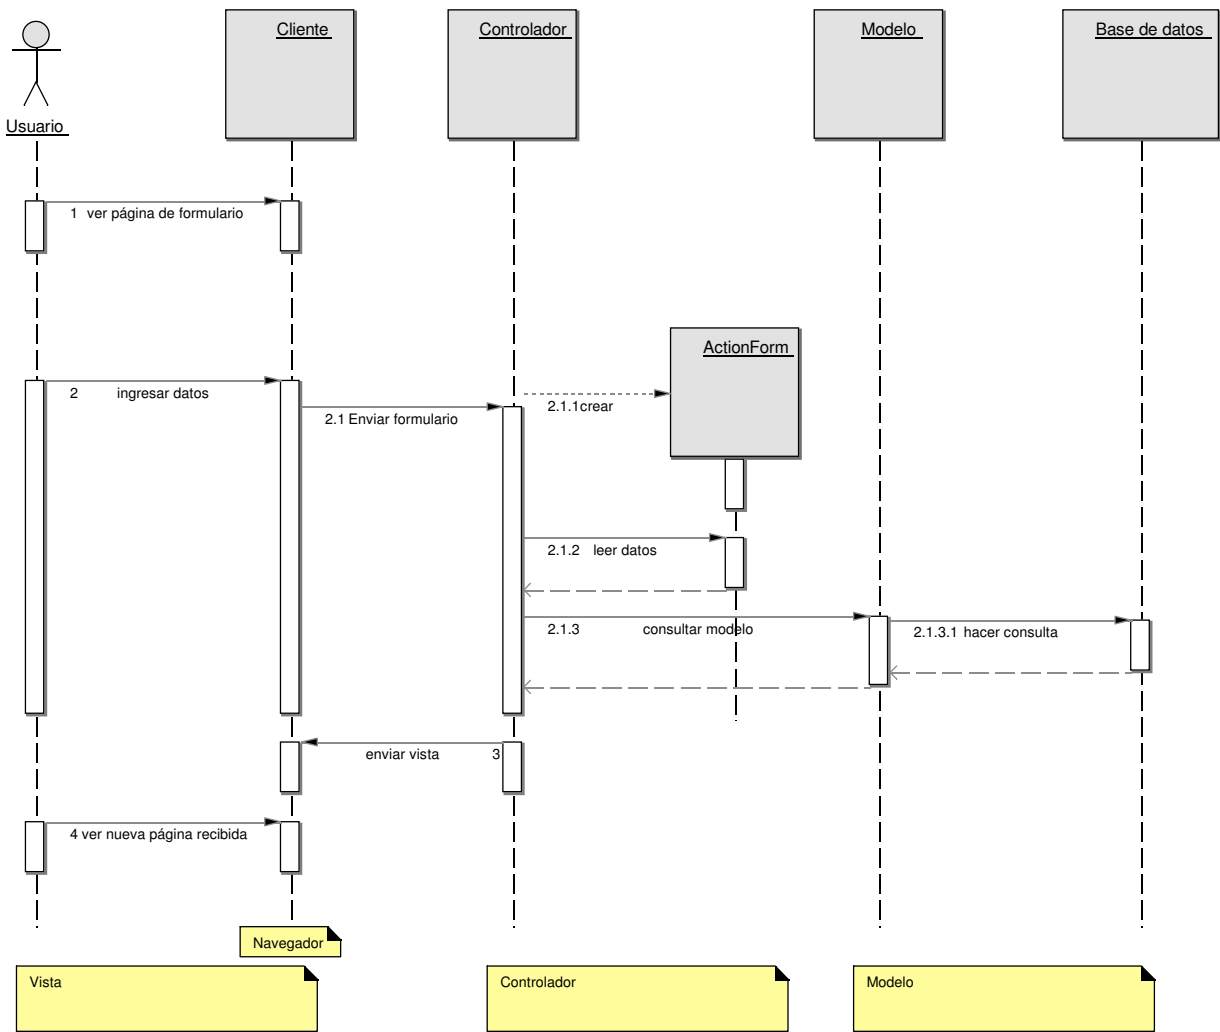 Usuario
Cliente
Controlador
Modelo
Base de datos
1 ver página de formulario
ActionForm
2 ingresar datos
2.1 Enviar formulario
2.1.1crear
2.1.2 leer datos
2.1.3 consultar modelo
2.1.3.1 hacer consulta
enviar vista 3
4 ver nueva página recibida
Navegador
Vista
Controlador
Modelo